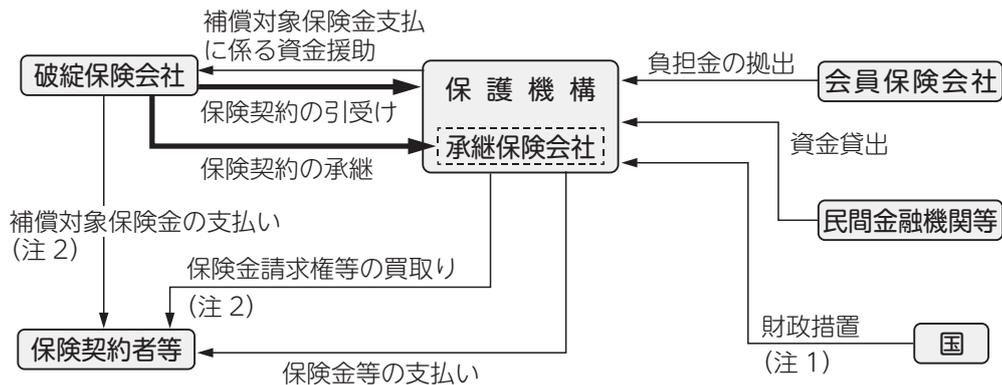 補償対象保険金支払
に係る資金援助
破綻保険会社
保険契約の引受け
保護機構
承継保険会社
保険契約の承継
負担金の拠出
会員保険会社
資金貸出
民間金融機関等
補償対象保険金の支払い
(注2)
保険金請求権等の買取り
(注2)
財政措置
(注1)
国
保険契約者等
保険金等の支払い